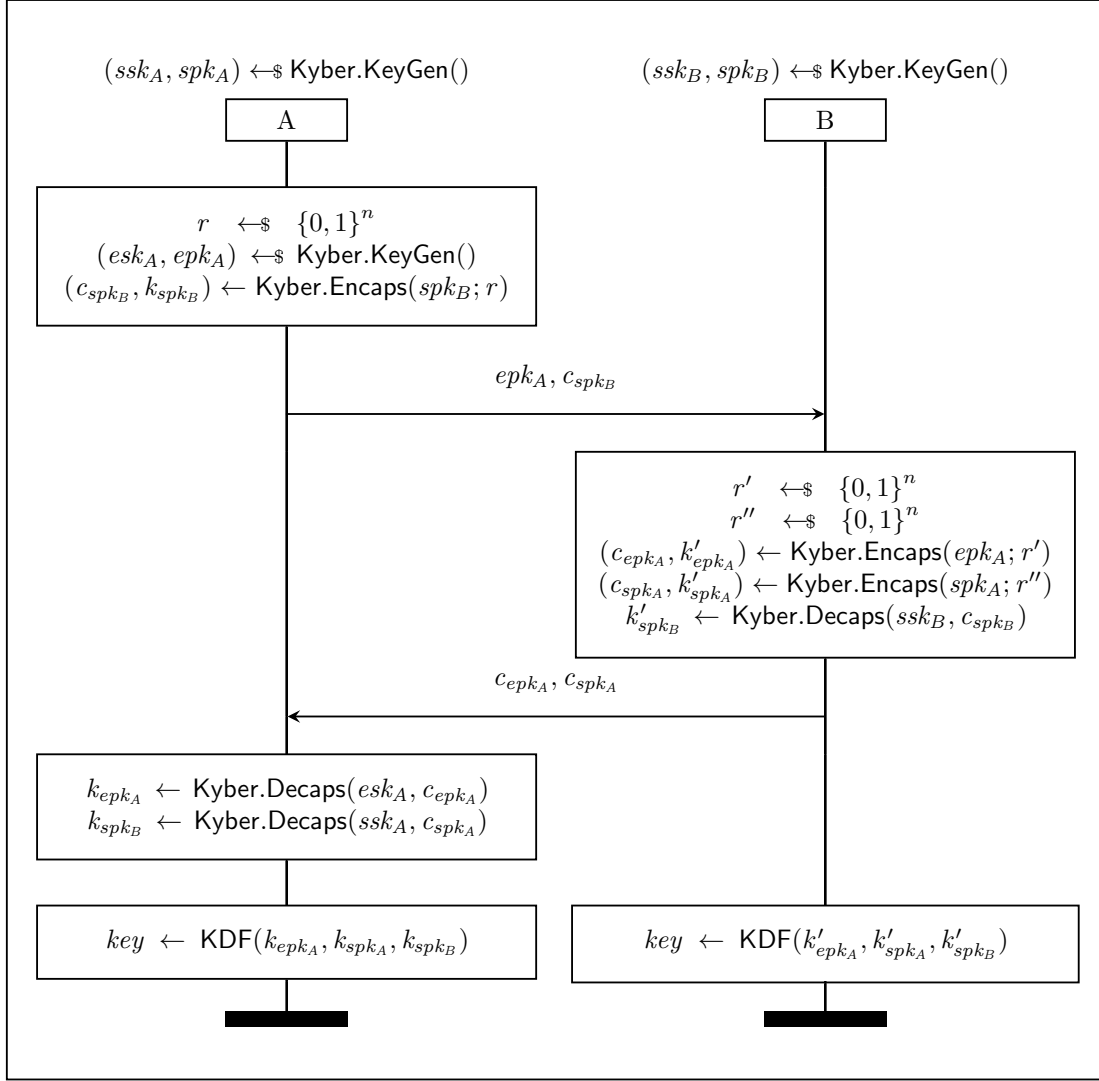 (ssk_A, spk_A) ←$ Kyber.KeyGen()
(ssk_B, spk_B) ←$ Kyber.KeyGen()
A
B
r ←$ {0, 1}^n
(esk_A, epk_A) ←$ Kyber.KeyGen()
(c_{spk_B}, k_{spk_B}) ← Kyber.Encaps(spk_B; r)
epk_A, c_{spk_B}
r′ ←$ {0, 1}^n
r′′ ←$ {0, 1}^n
(c_{epk_A}, k′_{epk_A}) ← Kyber.Encaps(epk_A; r′)
(c_{spk_A}, k′_{spk_A}) ← Kyber.Encaps(spk_A; r′′)
k′_{spk_B} ← Kyber.Decaps(ssk_B, c_{spk_B})
c_{epk_A}, c_{spk_A}
k_{epk_A} ← Kyber.Decaps(esk_A, c_{epk_A})
k_{spk_B} ← Kyber.Decaps(ssk_A, c_{spk_A})
key ← KDF(k_{epk_A}, k_{spk_A}, k_{spk_B})
key ← KDF(k′_{epk_A}, k′_{spk_A}, k′_{spk_B})